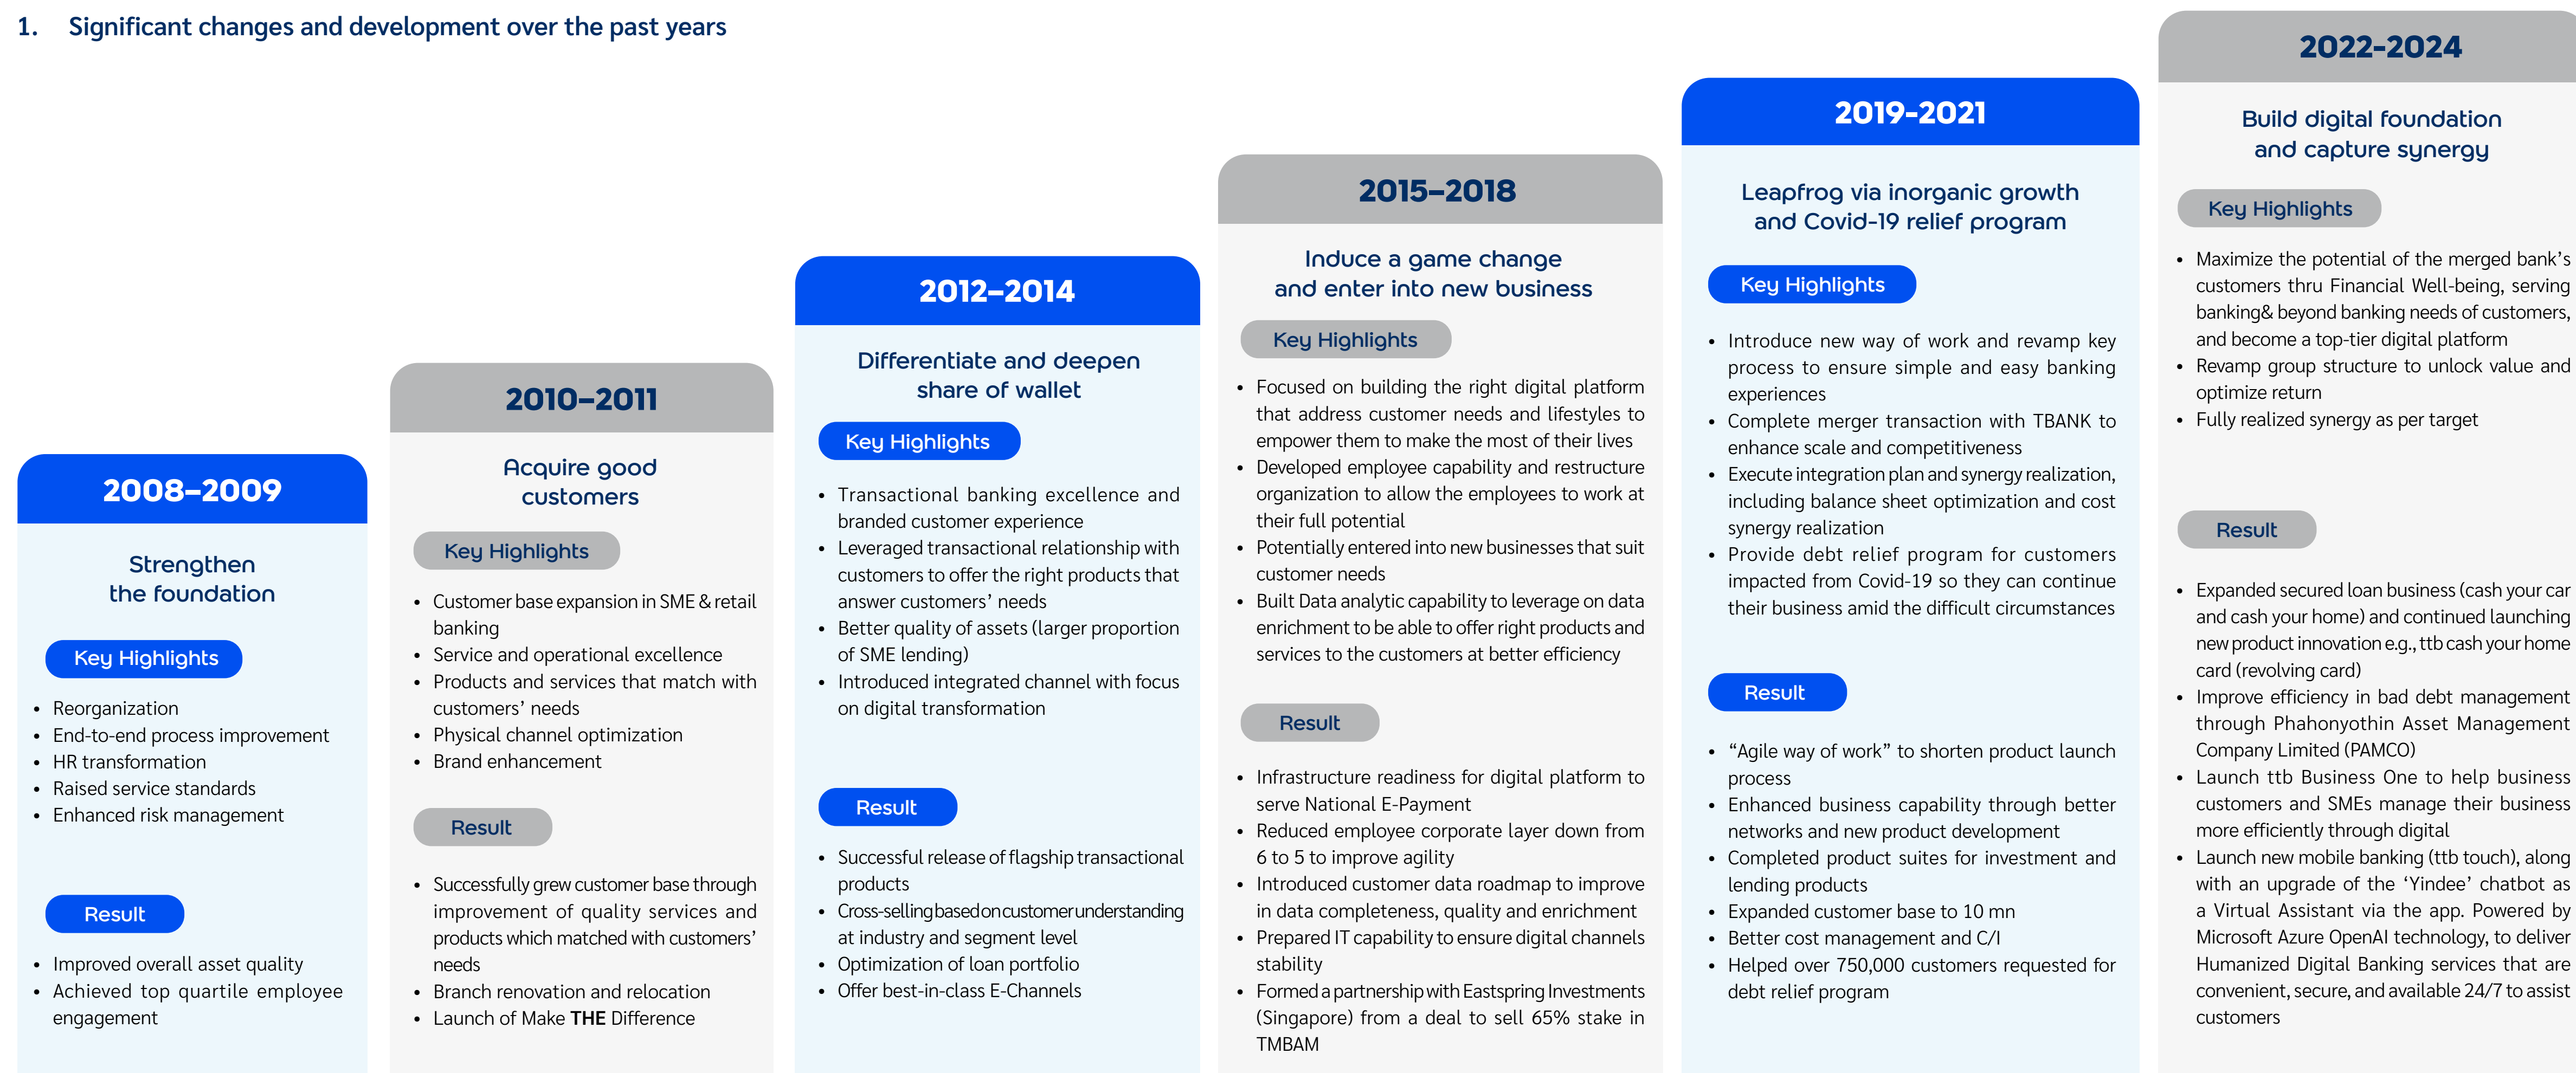 1. Significant changes and development over the past years
2008–2009
Strengthen
the foundation
Key Highlights
• Reorganization
• End-to-end process improvement
• HR transformation
• Raised service standards
• Enhanced risk management
Result
• Improved overall asset quality
• Achieved top quartile employee
engagement
2010–2011
Acquire good
customers
Key Highlights
• Customer base expansion in SME & retail
banking
• Service and operational excellence
• Products and services that match with
customers’ needs
• Physical channel optimization
• Brand enhancement
Result
• Successfully grew customer base through
improvement of quality services and
products which matched with customers’
needs
• Branch renovation and relocation
• Launch of Make THE Difference
2012–2014
Differentiate and deepen
share of wallet
Key Highlights
• Transactional banking excellence and
branded customer experience
• Leveraged transactional relationship with
customers to offer the right products that
answer customers’ needs
• Better quality of assets (larger proportion
of SME lending)
• Introduced integrated channel with focus
on digital transformation
Result
• Successful release of flagship transactional
products
• Cross-selling based on customer understanding
at industry and segment level
• Optimization of loan portfolio
• Offer best-in-class E-Channels
2015–2018
Induce a game change
and enter into new business
Key Highlights
• Focused on building the right digital platform
that address customer needs and lifestyles to
empower them to make the most of their lives
• Developed employee capability and restructure
organization to allow the employees to work at
their full potential
• Potentially entered into new businesses that suit
customer needs
• Built Data analytic capability to leverage on data
enrichment to be able to offer right products and
services to the customers at better efficiency
Result
• Infrastructure readiness for digital platform to
serve National E-Payment
• Reduced employee corporate layer down from
6 to 5 to improve agility
• Introduced customer data roadmap to improve
in data completeness, quality and enrichment
• Prepared IT capability to ensure digital channels
stability
• Formed a partnership with Eastspring Investments
(Singapore) from a deal to sell 65% stake in
TMBAM
2019-2021
Leapfrog via inorganic growth
and Covid-19 relief program
Key Highlights
• Introduce new way of work and revamp key
process to ensure simple and easy banking
experiences
• Complete merger transaction with TBANK to
enhance scale and competitiveness
• Execute integration plan and synergy realization,
including balance sheet optimization and cost
synergy realization
• Provide debt relief program for customers
impacted from Covid-19 so they can continue
their business amid the difficult circumstances
Result
• “Agile way of work” to shorten product launch
process
• Enhanced business capability through better
networks and new product development
• Completed product suites for investment and
lending products
• Expanded customer base to 10 mn
• Better cost management and C/I
• Helped over 750,000 customers requested for
debt relief program
2022-2024
Build digital foundation
and capture synergy
Key Highlights
• Maximize the potential of the merged bank’s
customers thru Financial Well-being, serving
banking& beyond banking needs of customers,
and become a top-tier digital platform
• Revamp group structure to unlock value and
optimize return
• Fully realized synergy as per target
Result
• Expanded secured loan business (cash your car
and cash your home) and continued launching
new product innovation e.g., ttb cash your home
card (revolving card)
• Improve efficiency in bad debt management
through Phahonyothin Asset Management
Company Limited (PAMCO)
• Launch ttb Business One to help business
customers and SMEs manage their business
more efficiently through digital
• Launch new mobile banking (ttb touch), along
with an upgrade of the ‘Yindee’ chatbot as
a Virtual Assistant via the app. Powered by
Microsoft Azure OpenAI technology, to deliver
Humanized Digital Banking services that are
convenient, secure, and available 24/7 to assist
customers